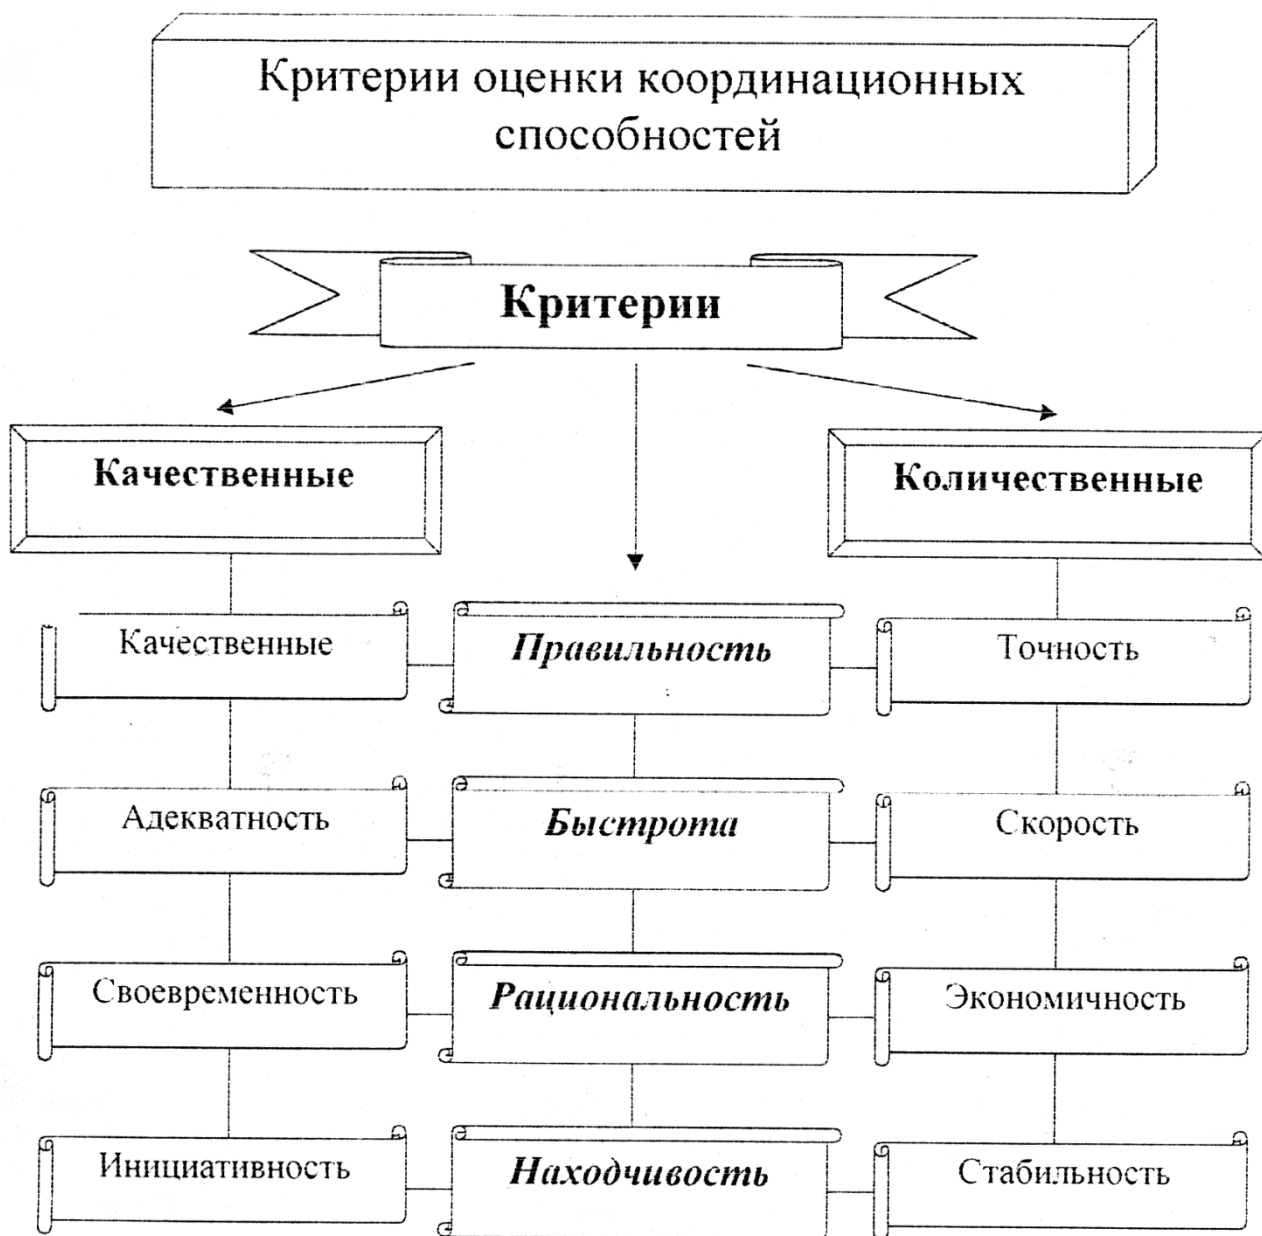 Критерии оценки координационных
способностей
Критерии
Качественные
Количественные
Качественные
Правильность
Точность
Адекватность
Быстрота
Скорость
Своевременность
Рациональность
Экономичность
Инициативность
Находчивость
Стабильность